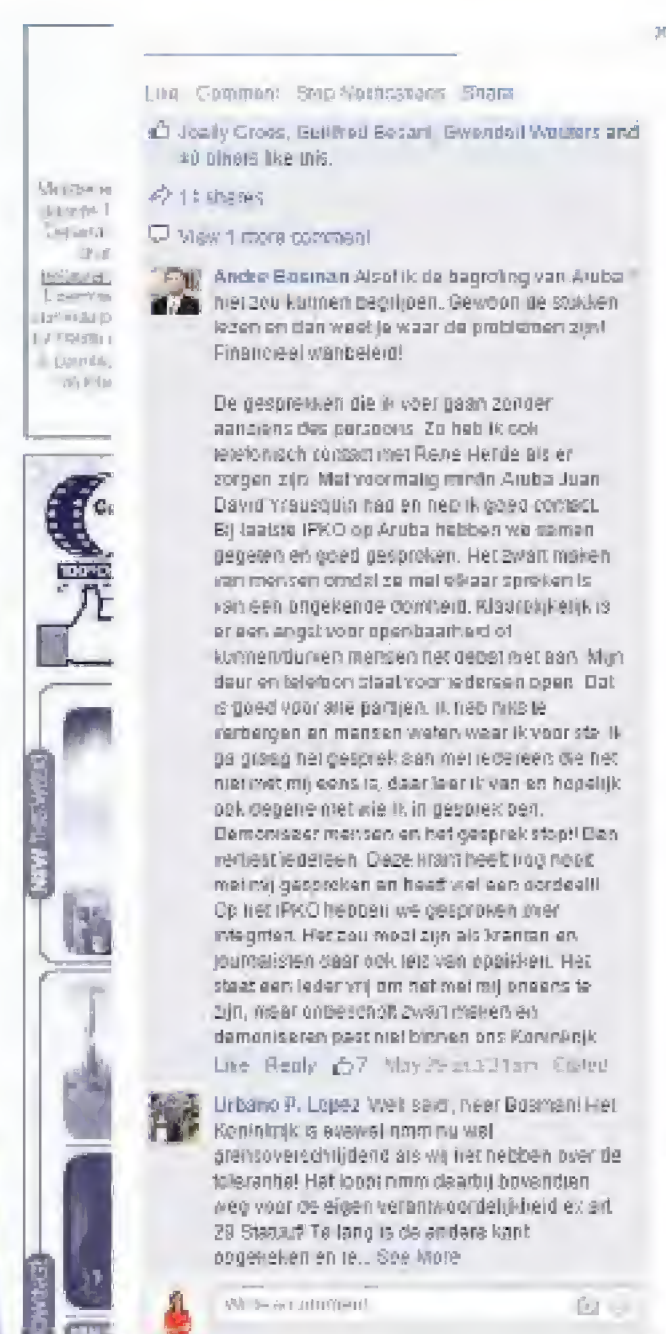 Like Comment Stop Notifications Share
Joelly Croes, Guilfred Besaril, Gwendell Wouters and
40 others like this.
11 shares
View 1 more comment
Andre Bosman Alsof ik de begroting van Aruba
niet zou kunnen begrijpen. Gewoon de stukken
lezen en dan weet je waar de problemen zijn!
Financieel wanbeleid!
De gesprekken die ik voer gaan zonder
aanziens des persoons. Zo heb ik ook
telefonisch contact met Rene Herde als er
zorgen zijn. Met voormalig minfin Aruba Juan
David Yrausquin had en heb ik goed contact.
Bij laatste IPKO op Aruba hebben we samen
gegeten en goed gesproken. Het zwart maken
van mensen omdat ze met elkaar spreken is
van een ongekende domheid. Klaarblijkelijk is
er een angst voor openbaarheid of
kunnen/durven mensen het debat niet aan. Mijn
deur en telefoon staat voor iedereen open. Dat
is goed voor alle partijen. Ik heb niks te
verbergen en mensen weten waar ik voor sta. Ik
ga graag het gesprek aan met iedereen die het
niet met mij eens is, daar leer ik van en hopelijk
ook degene met wie ik in gesprek ben.
Demoniseer mensen en het gesprek stopt! Dan
verliest iedereen. Deze krant heeft nog nooit
met mij gesproken en heeft wel een oordeel!!
Op het IPKO hebben we gesproken over
integriteit. Het zou mooi zijn als kranten en
journalisten daar ook iets van oppikken. Het
staat een ieder vrij om het met mij oneens te
zijn, maar onbeschoft zwart maken en
demoniseren past niet binnen ons Koninkrijk.
Like Reply 7 May Edited
Urbano P. Lopez Well said, heer Bosman! Het
Koninkrijk is evewel nmm nu wel
grensoverschrijdend als wij het hebben over de
tolerantie! Het loopt nmm daarbij bovendien
weg voor de eigen verantwoordelijkheid ex art
29 Statuut! Te lang is de andere kant
opgekeken en te... See More
Write a comment
NEW THIS WEEK